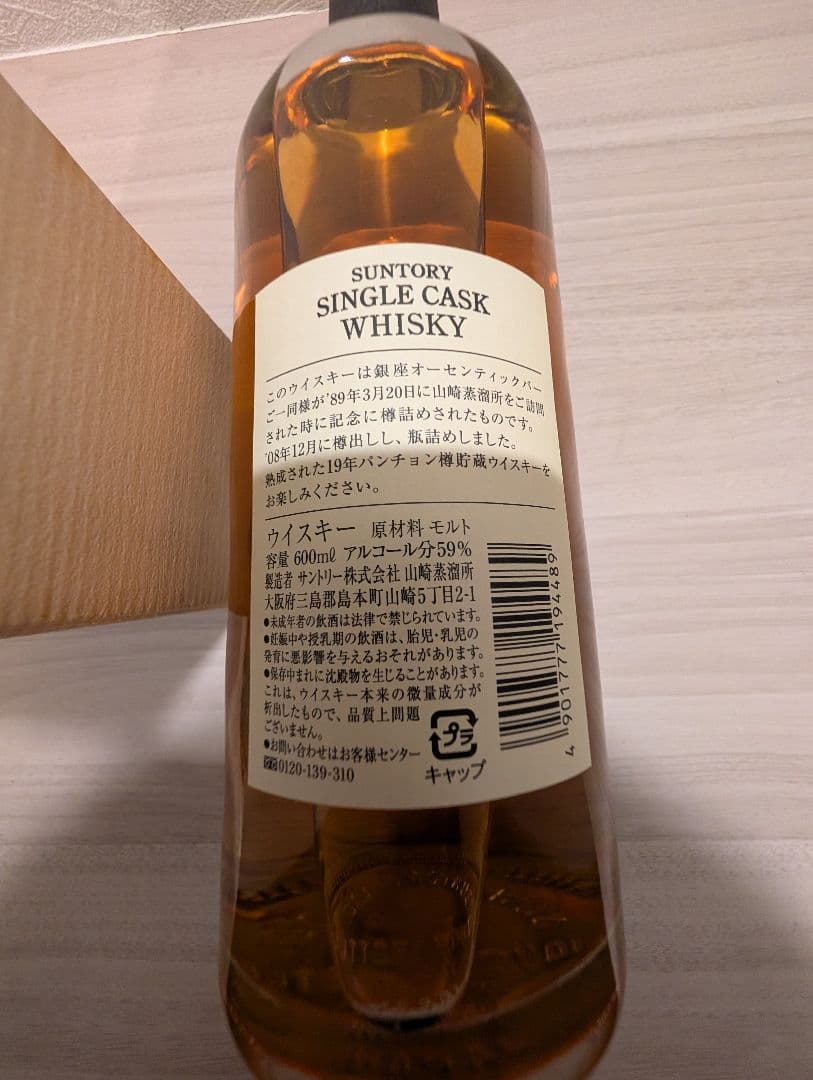 SUNTORY
SINGLE CASK
WHISKY
このウイスキーは銀座オーセンティックバー
ご一同様が'89年3月20日に山崎蒸溜所をご訪問
された時に記念に樽詰めされたものです。
'08年12月に樽出しし、瓶詰めしました。
熟成された19年パンチョン樽貯蔵ウイスキーを
お楽しみください。
ウイスキー 原材料 モルト
容量 600mℓ アルコール分59%
製造者 サントリー株式会社 山崎蒸溜所
大阪府三島郡島本町山崎5丁目2-1
●未成年者の飲酒は法律で禁じられています。
●妊娠中や授乳期の飲酒は、胎児・乳児の
発育に悪影響を与えるおそれがあります。
●保存中まれに沈殿物を生じることがあります。
これは、ウイスキー本来の微量成分が
析出したもので、品質上問題
ございません。
●お問い合わせはお客様センター
0120-139-310
プラ
キャップ
4 901777 194489